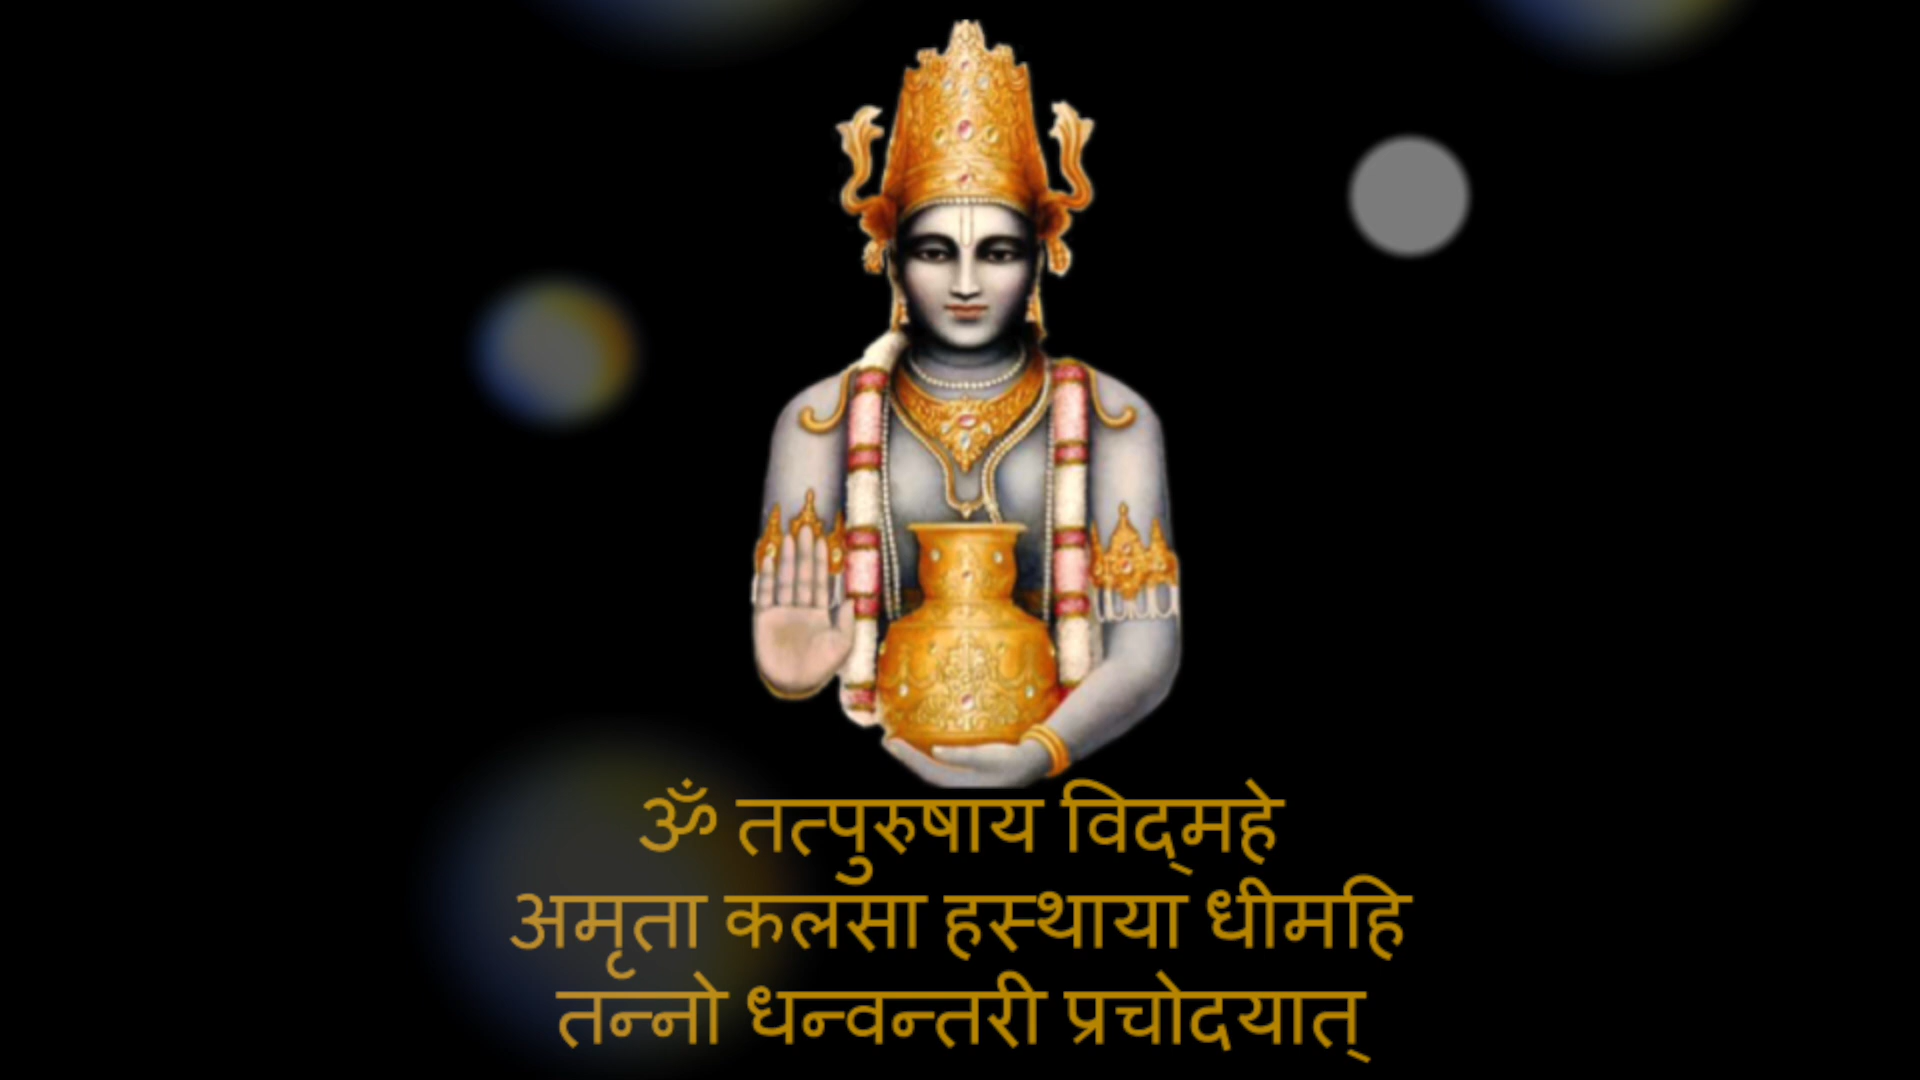 ॐ तत्पुरुषाय विद्‌महे
अमृता कलसा हस्थाया धीमहि
तन्नो धन्वन्तरी प्रचोदयात्